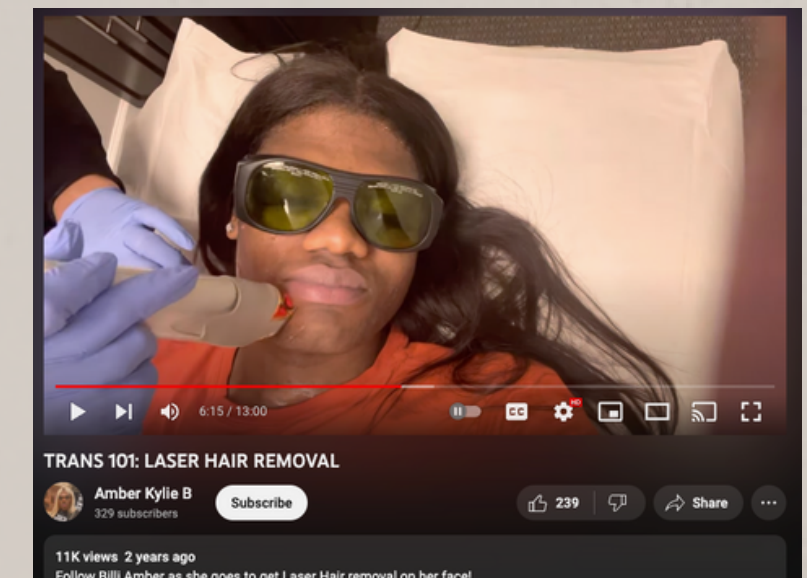 6:15 / 13:00
CC
HD
TRANS 101: LASER HAIR REMOVAL
Amber Kylie B
329 subscribers
Subscribe
239
Share
11K views 2 years ago
Follow Billi Amber as she goes to get Laser Hair removal on her face!